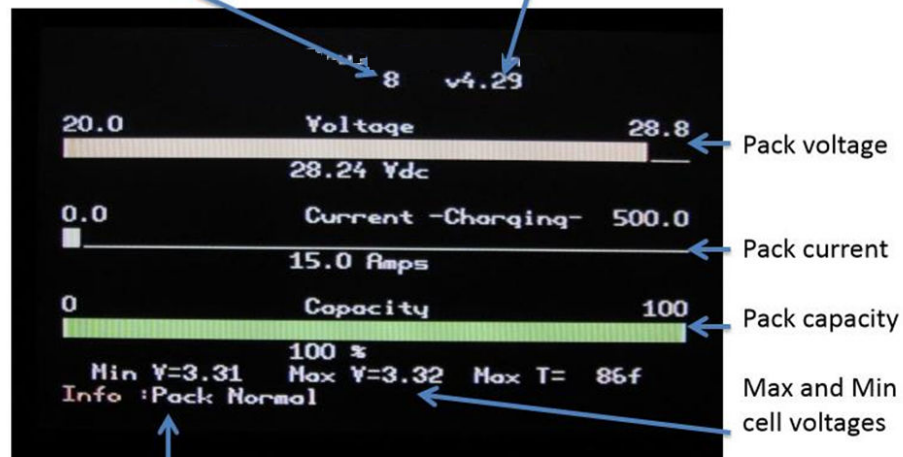 8 v4.29
20.0 Voltage 28.8
28.24 Vdc
Pack voltage
0.0 Current -Charging- 500.0
15.0 Amps
Pack current
0 Capacity 100
100 %
Pack capacity
Min V=3.31 Max V=3.32 Max T= 86f
Info :Pack Normal
Max and Min
cell voltages